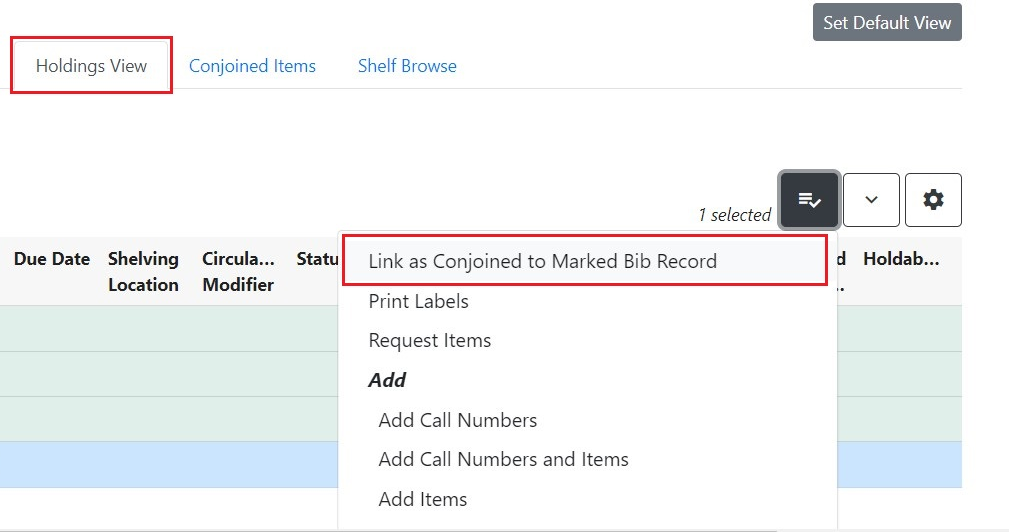 Set Default View
Holdings View Conjoined Items Shelf Browse
1 selected
Due Date Shelving Circula... Holdab...
Location Modifier
Link as Conjoined to Marked Bib Record
Print Labels
Request Items
Add
Add Call Numbers
Add Call Numbers and Items
Add Items